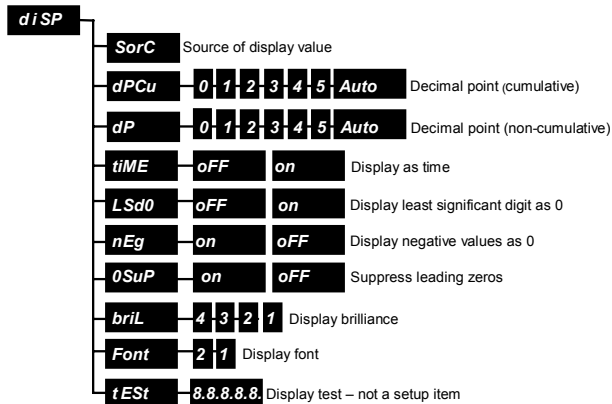 diSP
SorC Source of display value
dPCu 0 1 2 3 4 5 Auto Decimal point (cumulative)
dP 0 1 2 3 4 5 Auto Decimal point (non-cumulative)
tiME oFF on Display as time
LSd0 oFF on Display least significant digit as 0
nEg on oFF Display negative values as 0
0SuP on oFF Suppress leading zeros
briL 4 3 2 1 Display brilliance
Font 2 1 Display font
tESt 8.8.8.8.8. Display test – not a setup item